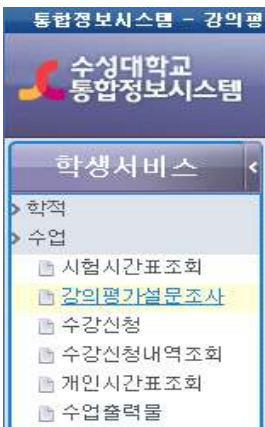 통합정보시스템 - 강의평
수성대학교
통합정보시스템
학생서비스
학적
수업
시험시간표조회
강의평가설문조사
수강신청
수강신청내역조회
개인시간표조회
수업출력물